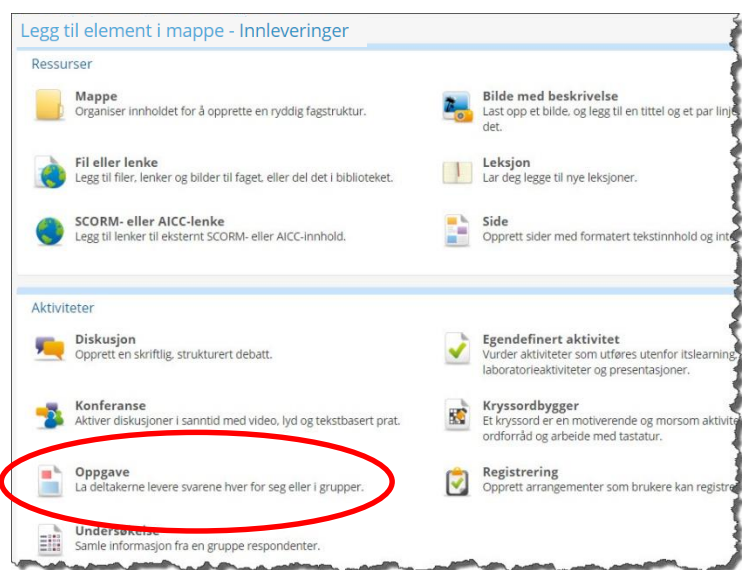 Legg til element i mappe - Innleveringer
Ressurser
Mappe
Organiser innholdet for å opprette en ryddig fagstruktur.
Bilde med beskrivelse
Last opp et bilde, og legg til en tittel og et par linje
det.
Fil eller lenke
Legg til filer, lenker og bilder til faget, eller del det i biblioteket.
Leksjon
Lar deg legge til nye leksjoner.
SCORM- eller AICC-lenke
Legg til lenker til eksternt SCORM- eller AICC-innhold.
Side
Opprett sider med formatert tekstinnhold og
Aktiviteter
Diskusjon
Opprett en skriftlig, strukturert debatt.
Egendefinert aktivitet
Vurder aktiviteter som utføres utenfor itslearning,
laboratorieaktiviteter og presentasjoner.
Konferanse
Aktiver diskusjoner i sanntid med video, lyd og tekstbasert prat.
Kryssordbygger
Et kryssord er en motiverende og morsom
ordforråd og arbeide med tastatur.
Oppgave
La deltakerne levere svarene hver for seg eller i grupper.
Registrering
Opprett arrangementer som brukere kan
Undersøkelse
Samle informasjon fra en gruppe respondenter.